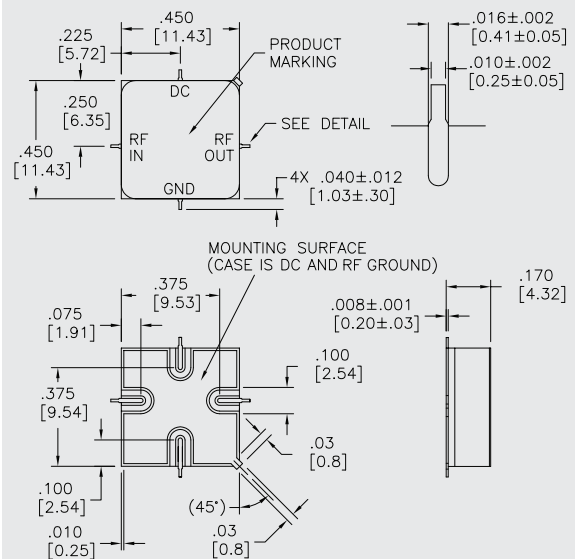 .450
[11.43]
.225
[5.72]
PRODUCT
MARKING
.016±.002
[0.41±0.05]
.010±.002
[0.25±0.05]
DC
.250
[6.35]
RF
IN
RF
OUT
SEE DETAIL
.450
[11.43]
GND
4X .040±.012
[1.03±.30]
MOUNTING SURFACE
(CASE IS DC AND RF GROUND)
.375
[9.53]
.170
[4.32]
.075
[1.91]
.008±.001
[0.20±.03]
.100
[2.54]
.375
[9.54]
.03
[0.8]
.100
[2.54]
(45°)
.010
[0.25]
.03
[0.8]